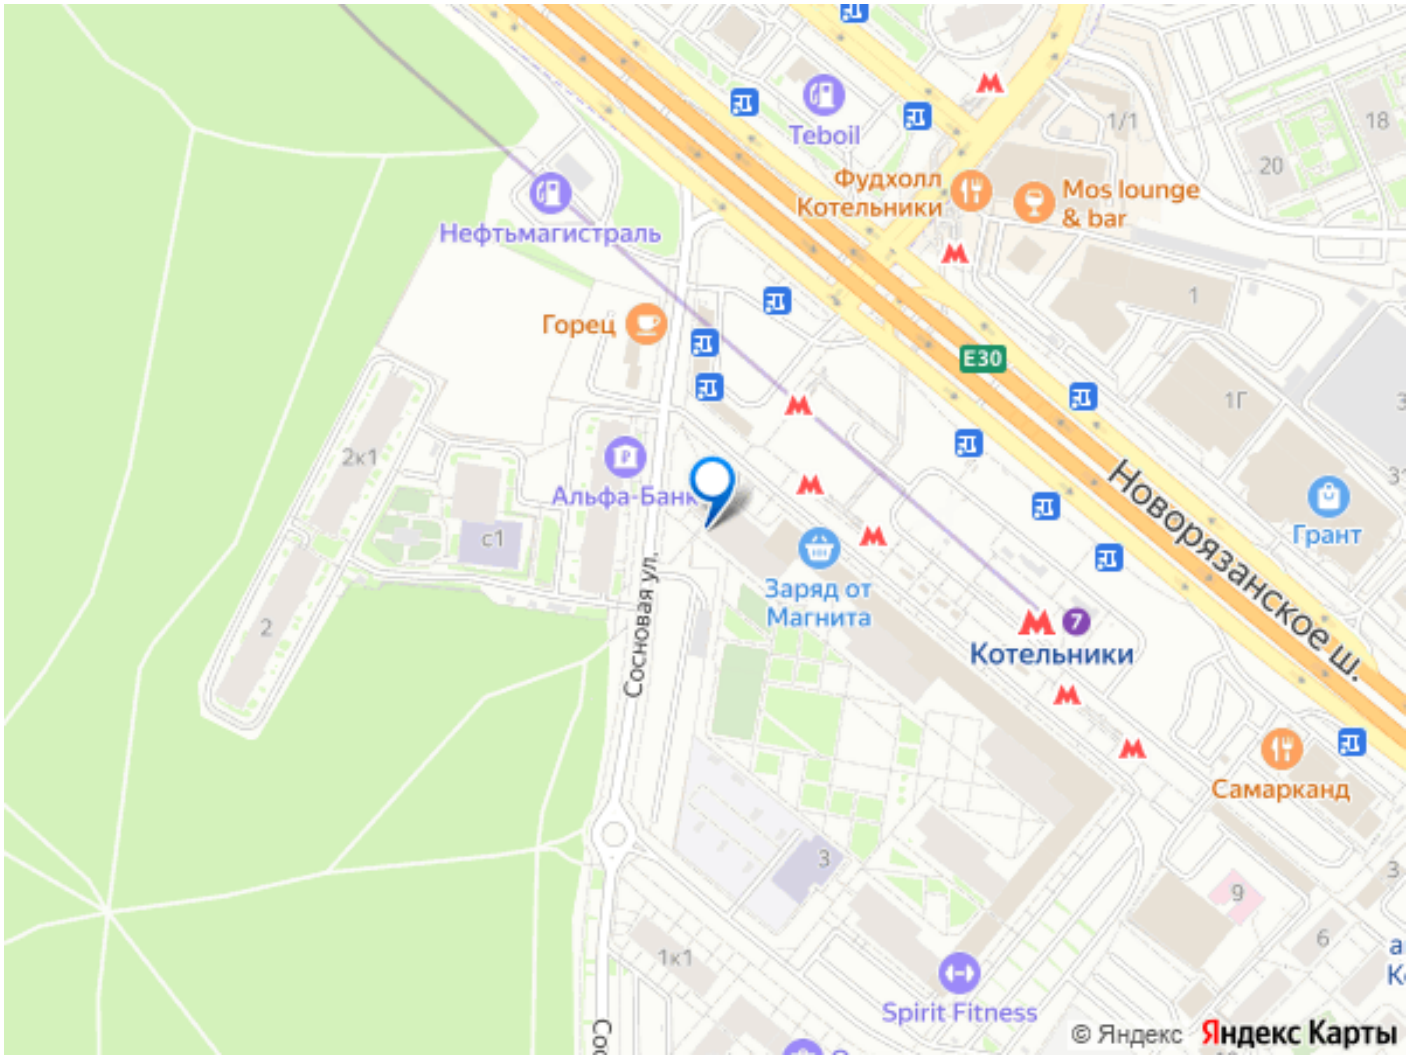 Teboil
1/1
18
20
Фудхолл
Котельники
Mos lounge
& bar
Нефтьмагистраль
1
Горец
E30
1Г
2к1
Альфа-Банк
с1
Новорязанское ш.
Грант
Заряд от
Магнита
7
Котельники
2
Сосновая ул.
Самарканд
3
9
3
6
1к1
Spirit Fitness
© Яндекс
Яндекс Карты